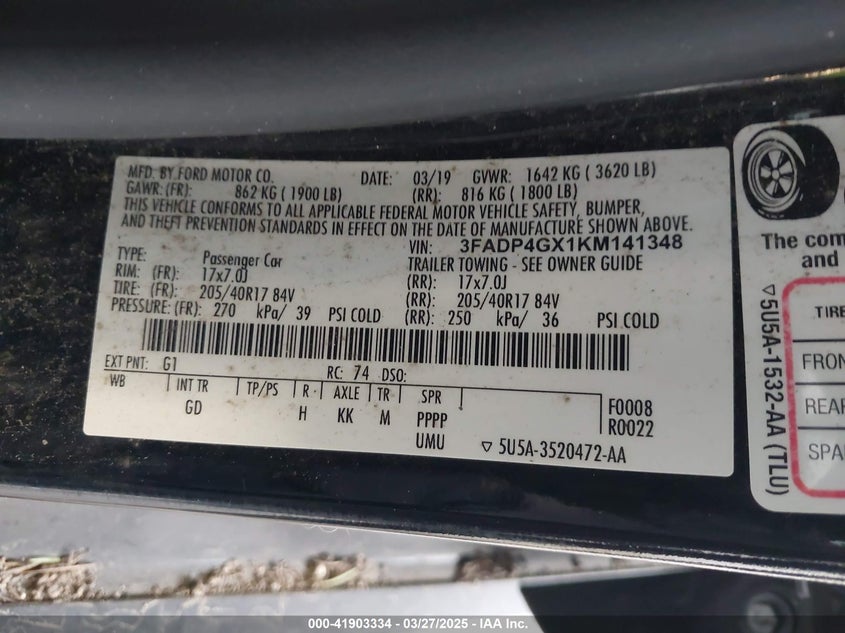 MFD. BY FORD MOTOR CO.
DATE: 03/19 GVWR: 1642 KG ( 3620 LB)
GAWR: (FR): 862 KG ( 1900 LB) (RR): 816 KG ( 1800 LB)
THIS VEHICLE CONFORMS TO ALL APPLICABLE FEDERAL MOTOR VEHICLE SAFETY, BUMPER,
AND THEFT PREVENTION STANDARDS IN EFFECT ON THE DATE OF MANUFACTURE SHOWN ABOVE.
VIN: 3FADP4GX1KM141348
TYPE: Passenger Car TRAILER TOWING - SEE OWNER GUIDE
RIM: (FR): 17x7.0J (RR): 17x7.0J
TIRE: (FR): 205/40R17 84V (RR): 205/40R17 84V
PRESSURE: (FR): 270 kPa/ 39 PSI COLD (RR): 250 kPa/ 36 PSI COLD
EXT PNT: G1 RC: 74 DSO:
WB INT TR TP/PS R AXLE TR SPR
GD H KK M PPPP
UMU
F0008
R0022
▽ 5U5A-3520472-AA
The com
and
▽5U5A-1532-AA (TLU)
TIRE
FRON
REAR
SPA
000-41903334 - 03/27/2025 - © IAA Inc.